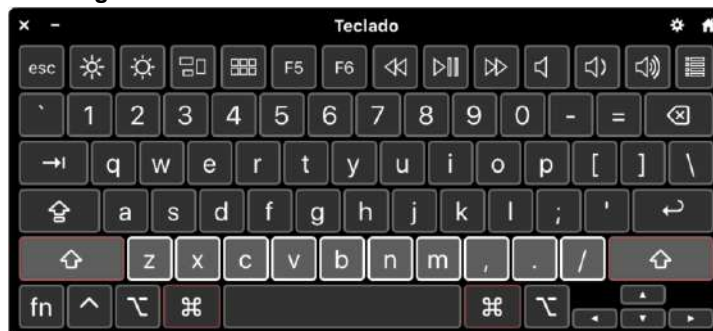 Teclado
esc F5 F6
` 1 2 3 4 5 6 7 8 9 0 - =
q w e r t y u i o p [ ] \
a s d f g h j k l ; '
z x c v b n m , . /
fn